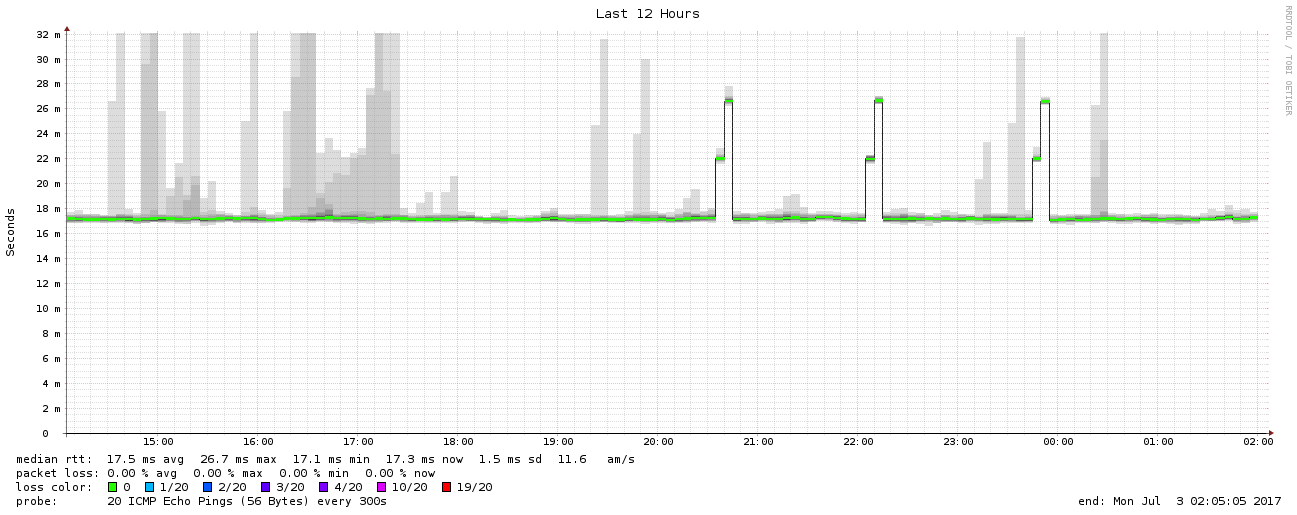 Last 12 Hours
RRDTOOL / TOBI OETIKER
32 m
30 m
28 m
26 m
24 m
22 m
20 m
18 m
16 m
14 m
12 m
10 m
8 m
6 m
4 m
2 m
0
Seconds
15:00 16:00 17:00 18:00 19:00 20:00 21:00 22:00 23:00 00:00 01:00 02:00
median rtt: 17.5 ms avg 26.7 ms max 17.1 ms min 17.3 ms now 1.5 ms sd 11.6 am/s
packet loss: 0.00 % avg 0.00 % max 0.00 % min 0.00 % now
loss color: 0 1/20 2/20 3/20 4/20 10/20 19/20
probe: 20 ICMP Echo Pings (56 Bytes) every 300s end: Mon Jul 3 02:05:05 2017